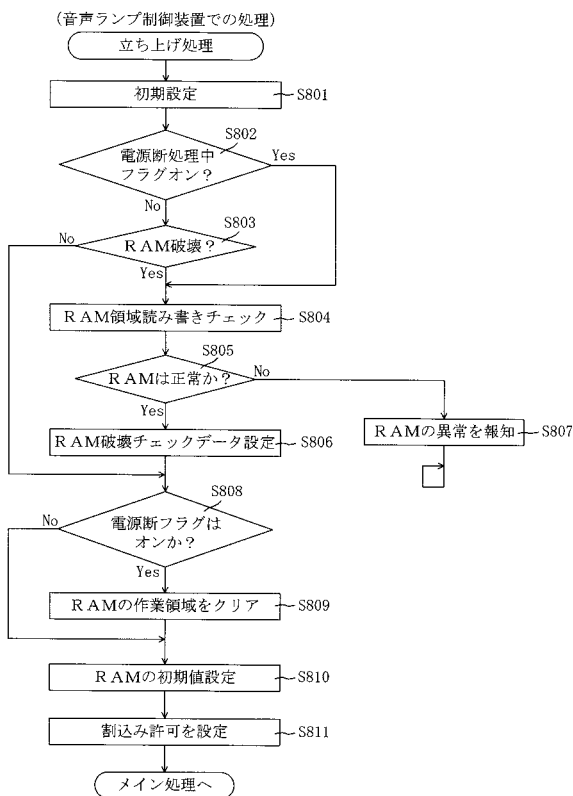 (音声ランプ制御装置での処理)
立ち上げ処理
初期設定
S801
S802
電源断処理中
フラグオン?
Yes
No
S803
RAM破壊?
No
Yes
RAM領域読み書きチェック
S804
S805
RAMは正常か?
No
Yes
RAM破壊チェックデータ設定
S806
RAMの異常を報知
S807
S808
電源断フラグは
オンか?
No
Yes
RAMの作業領域をクリア
S809
RAMの初期値設定
S810
割込み許可を設定
S811
メイン処理へ